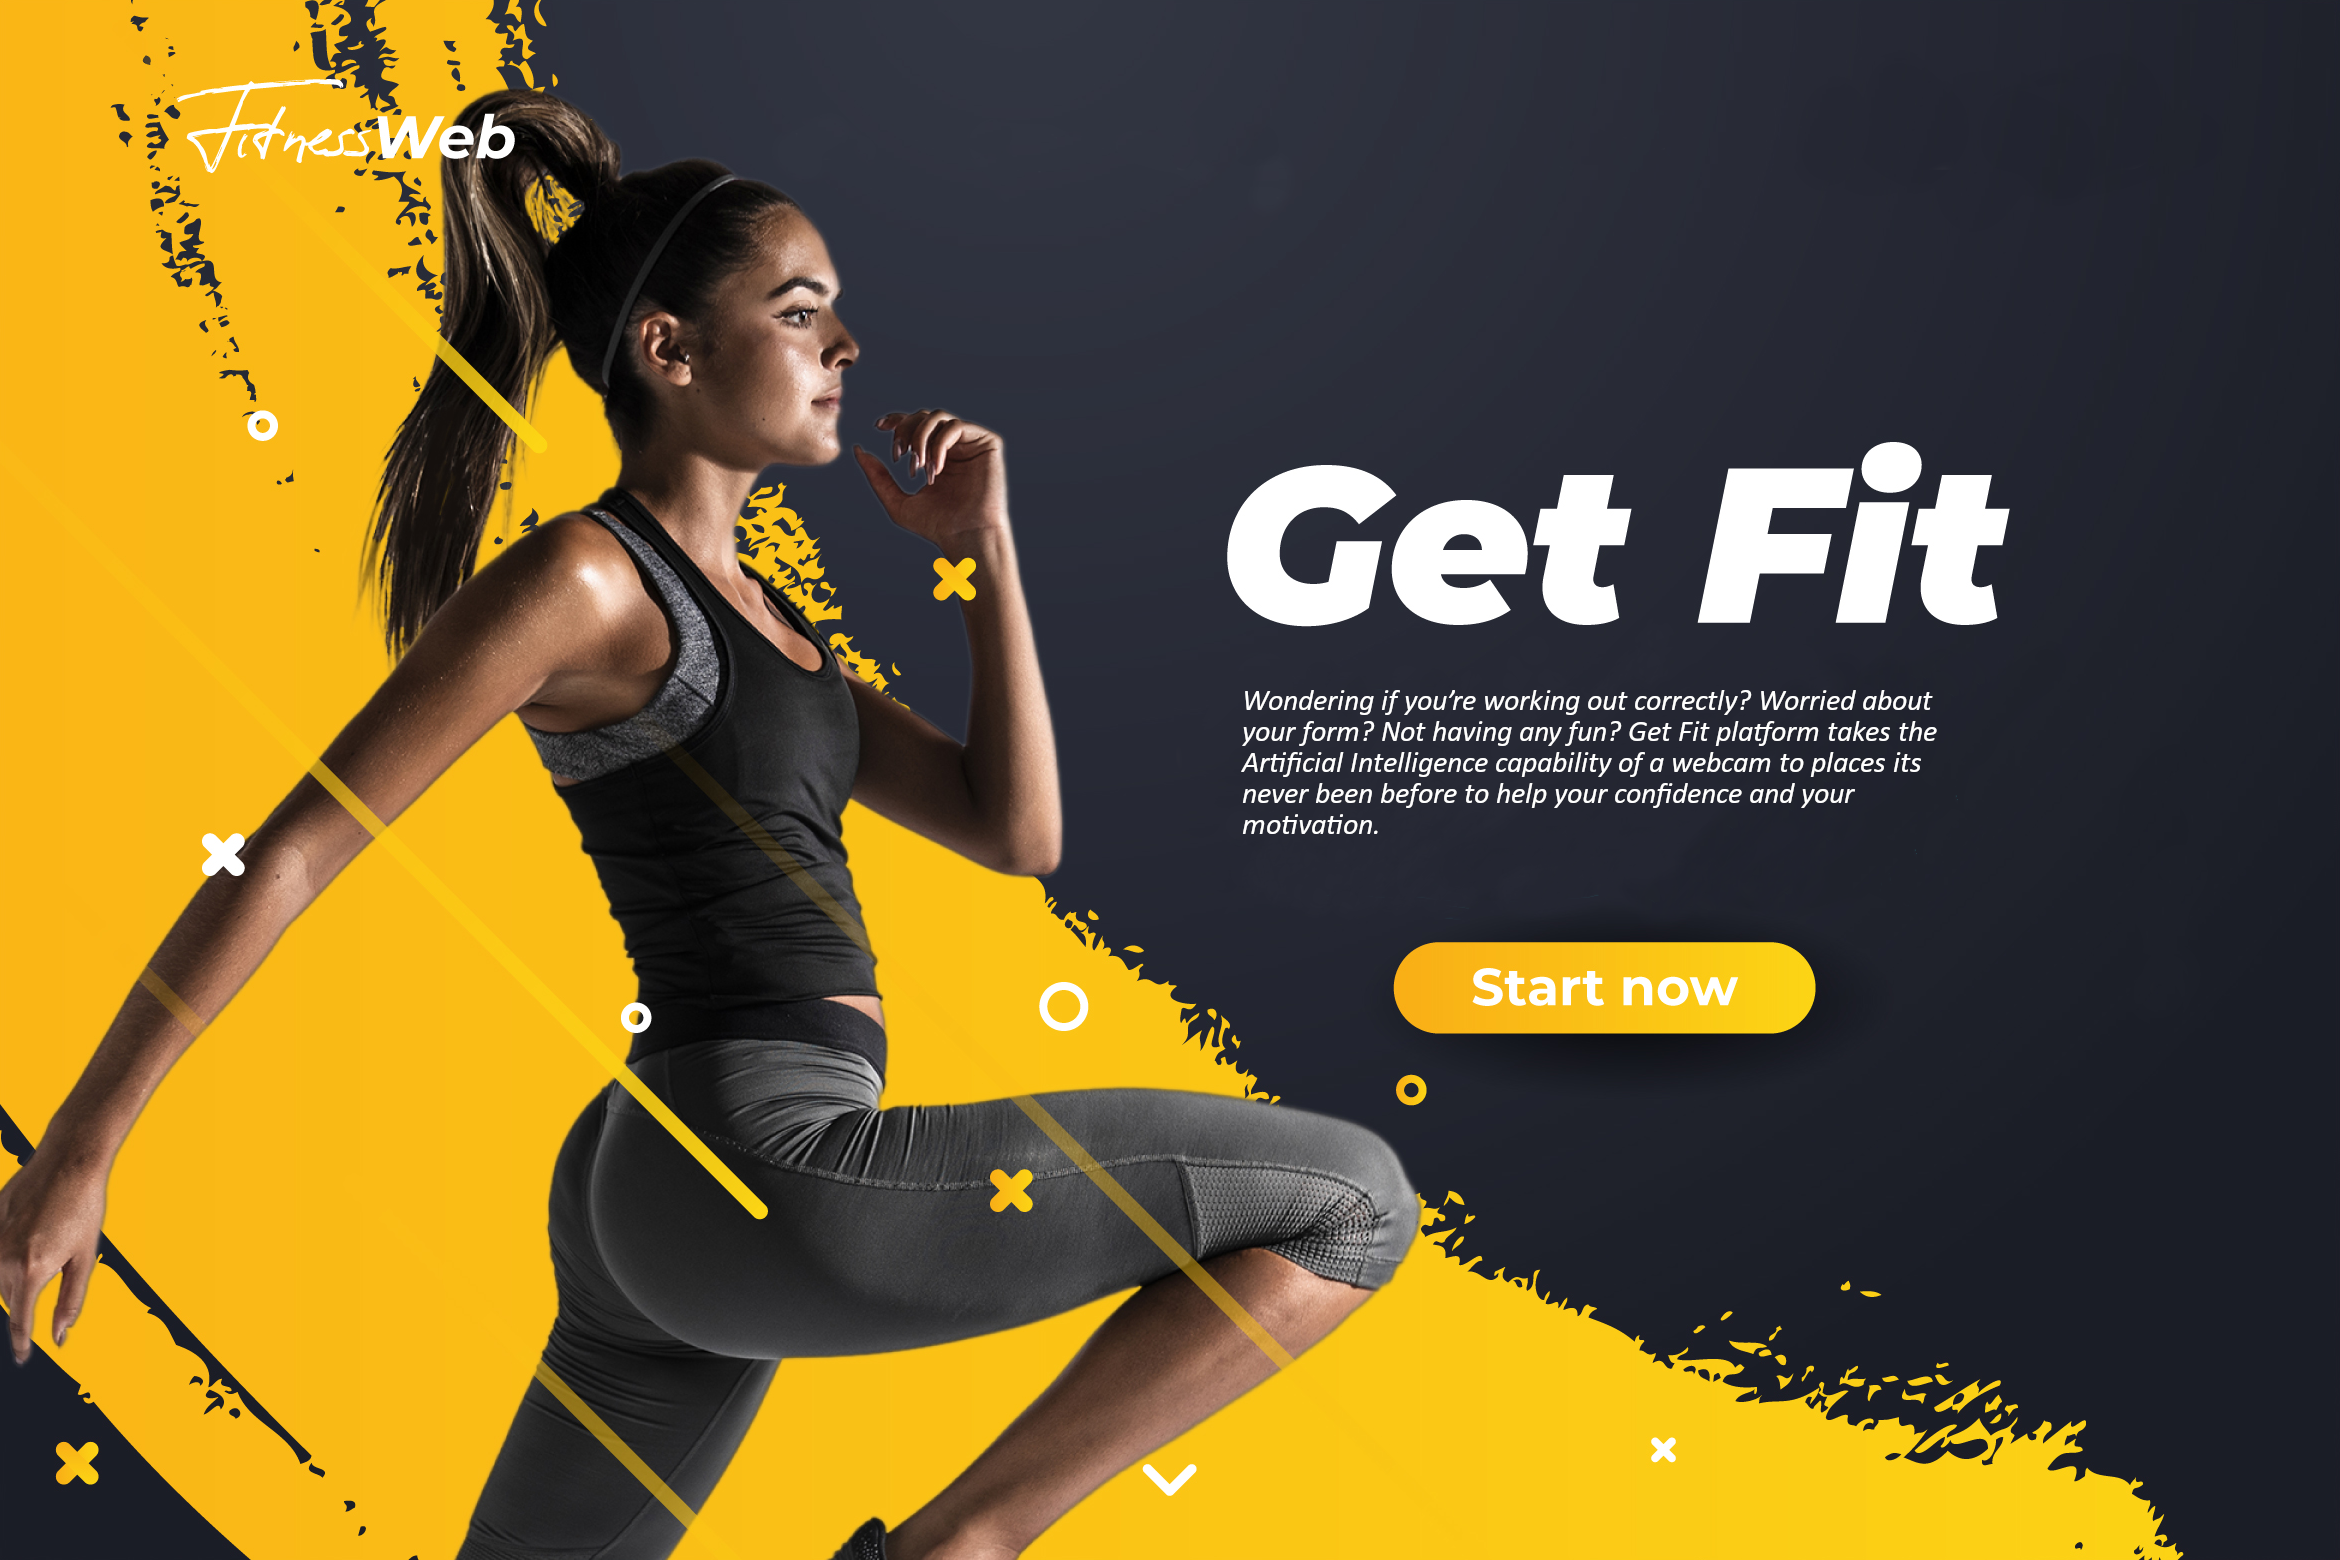 FitnessWeb
Get Fit
Wondering if you’re working out correctly? Worried about
your form? Not having any fun? Get Fit platform takes the
Artificial Intelligence capability of a webcam to places its
never been before to help your confidence and your
motivation.
Start now